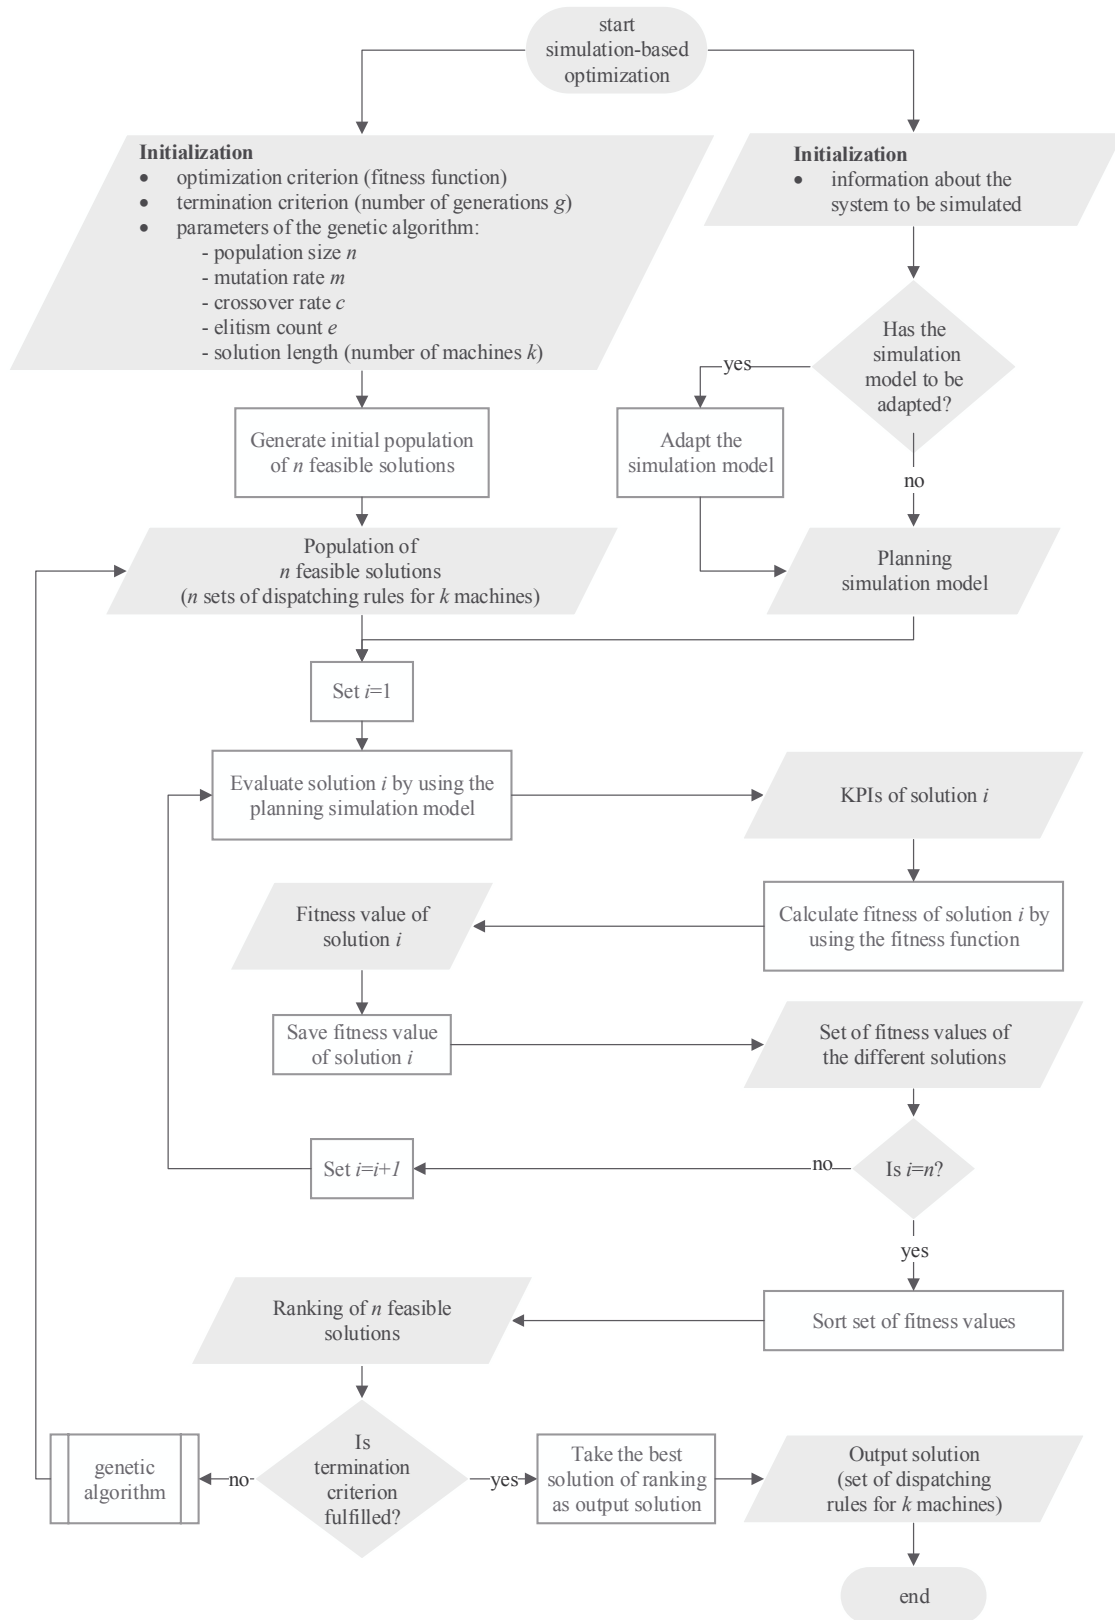 start
simulation-based
optimization
Initialization
• optimization criterion (fitness function)
• termination criterion (number of generations g)
• parameters of the genetic algorithm:
- population size n
- mutation rate m
- crossover rate c
- elitism count e
- solution length (number of machines k)
Initialization
• information about the
system to be simulated
Has the
simulation
model to be
adapted?
yes
no
Adapt the
simulation model
Generate initial population
of n feasible solutions
Population of
n feasible solutions
(n sets of dispatching rules for k machines)
Planning
simulation model
Set i=1
Evaluate solution i by using the
planning simulation model
KPIs of solution i
Calculate fitness of solution i by
using the fitness function
Fitness value of
solution i
Save fitness value
of solution i
Set of fitness values of
the different solutions
Is i=n?
no
Set i=i+1
yes
Sort set of fitness values
Ranking of n feasible
solutions
Is
termination
criterion
fulfilled?
no
genetic
algorithm
yes
Take the best
solution of ranking
as output solution
Output solution
(set of dispatching
rules for k machines)
end